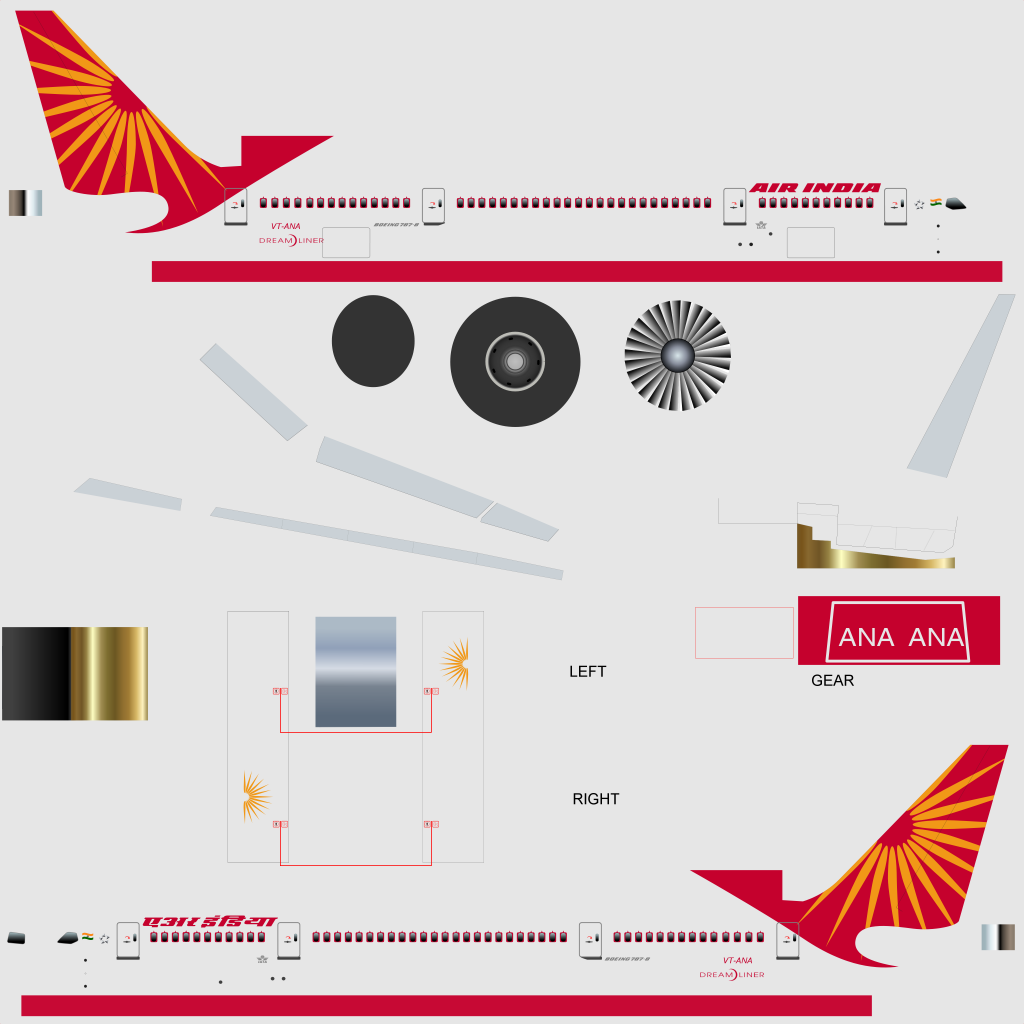 AIR INDIA
VT-ANA
BOEING 787-8
DREAMLINER
ANA ANA
GEAR
LEFT
RIGHT
एअर इंडिया
BOEING 787-8
VT-ANA
DREAMLINER